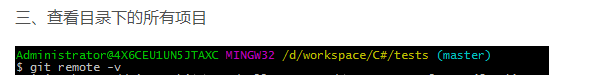 三、查看目录下的所有项目
Administrator@4X6CEU1UN5JTAXC MINGW32 /d/workspace/C#/tests (master)
$ git remote -v